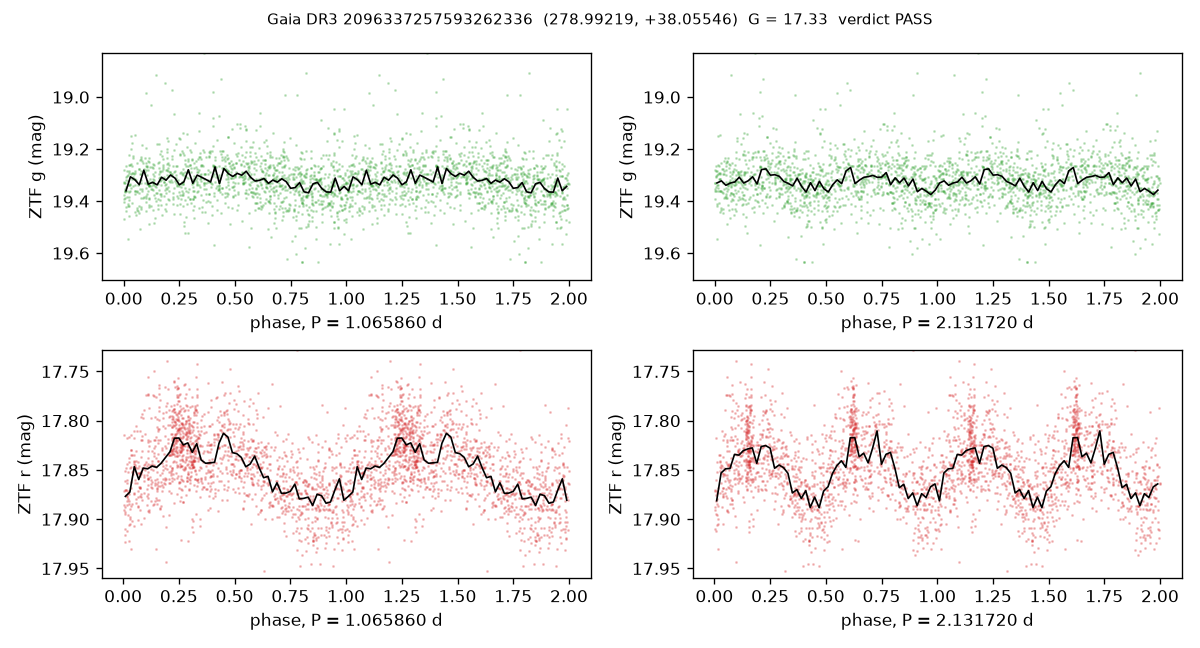 Gaia DR3 2096337257593262336  (278.99219, +38.05546)  G = 17.33  verdict PASS
ZTF g (mag)
19.0
19.2
19.4
19.6
0.00 0.25 0.50 0.75 1.00 1.25 1.50 1.75 2.00
phase, P = 1.065860 d
ZTF g (mag)
19.0
19.2
19.4
19.6
0.00 0.25 0.50 0.75 1.00 1.25 1.50 1.75 2.00
phase, P = 2.131720 d
ZTF r (mag)
17.75
17.80
17.85
17.90
17.95
0.00 0.25 0.50 0.75 1.00 1.25 1.50 1.75 2.00
phase, P = 1.065860 d
ZTF r (mag)
17.75
17.80
17.85
17.90
17.95
0.00 0.25 0.50 0.75 1.00 1.25 1.50 1.75 2.00
phase, P = 2.131720 d